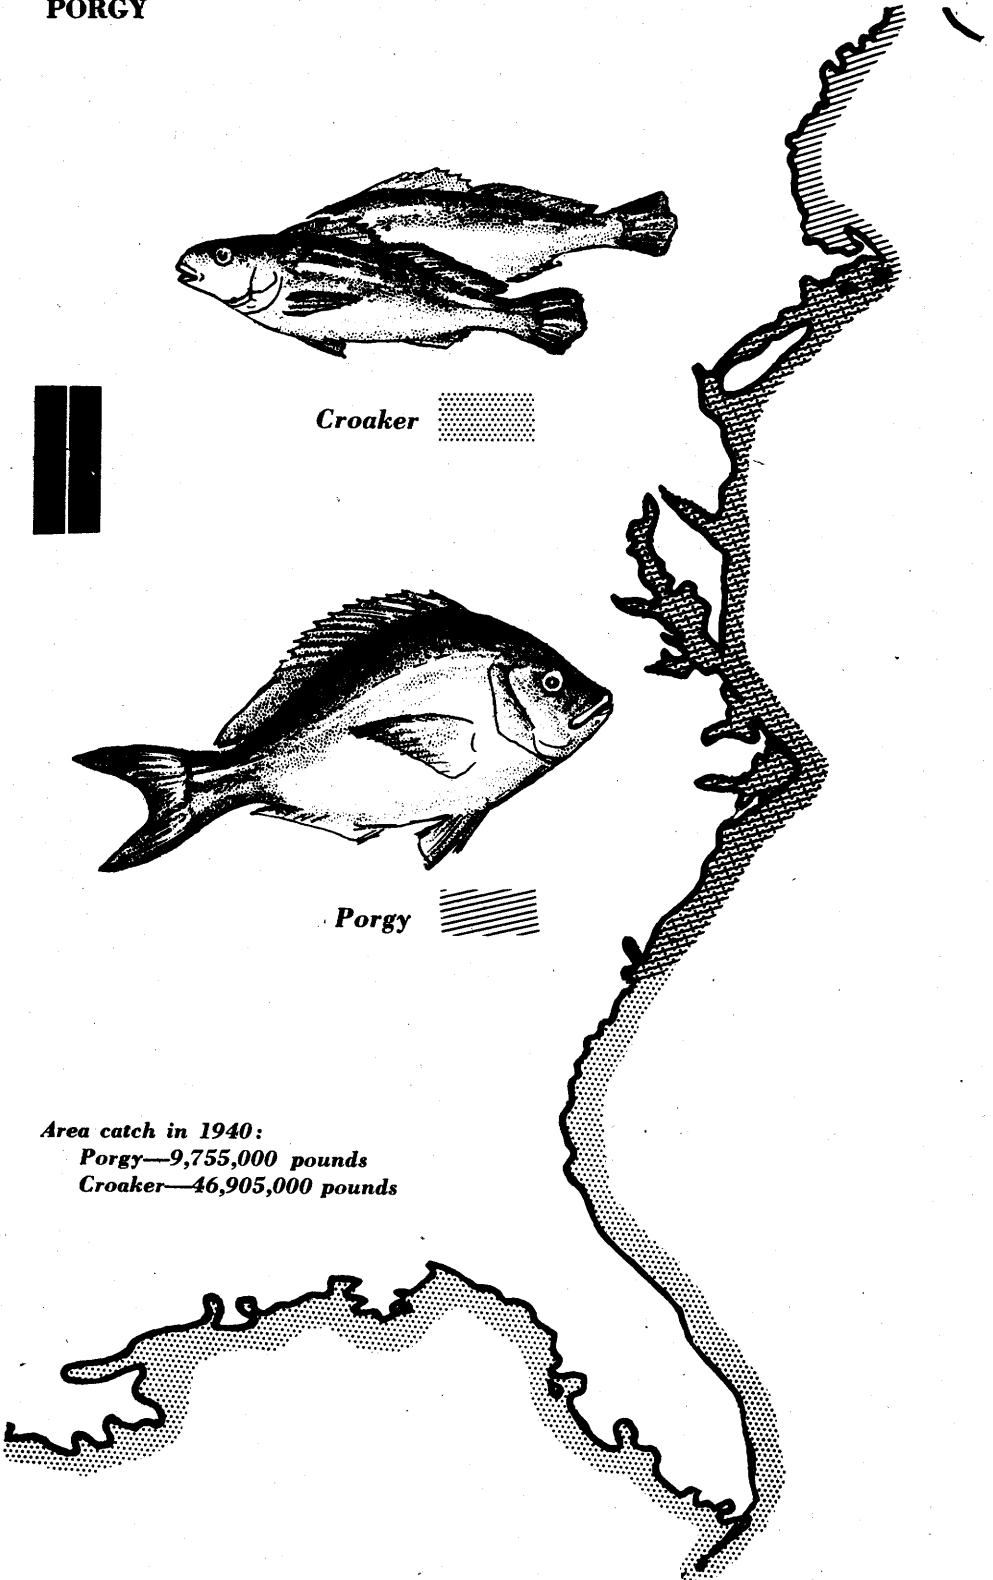 PORGY
Croaker
Porgy
Area catch in 1940:
Porgy—9,755,000 pounds
Croaker—46,905,000 pounds